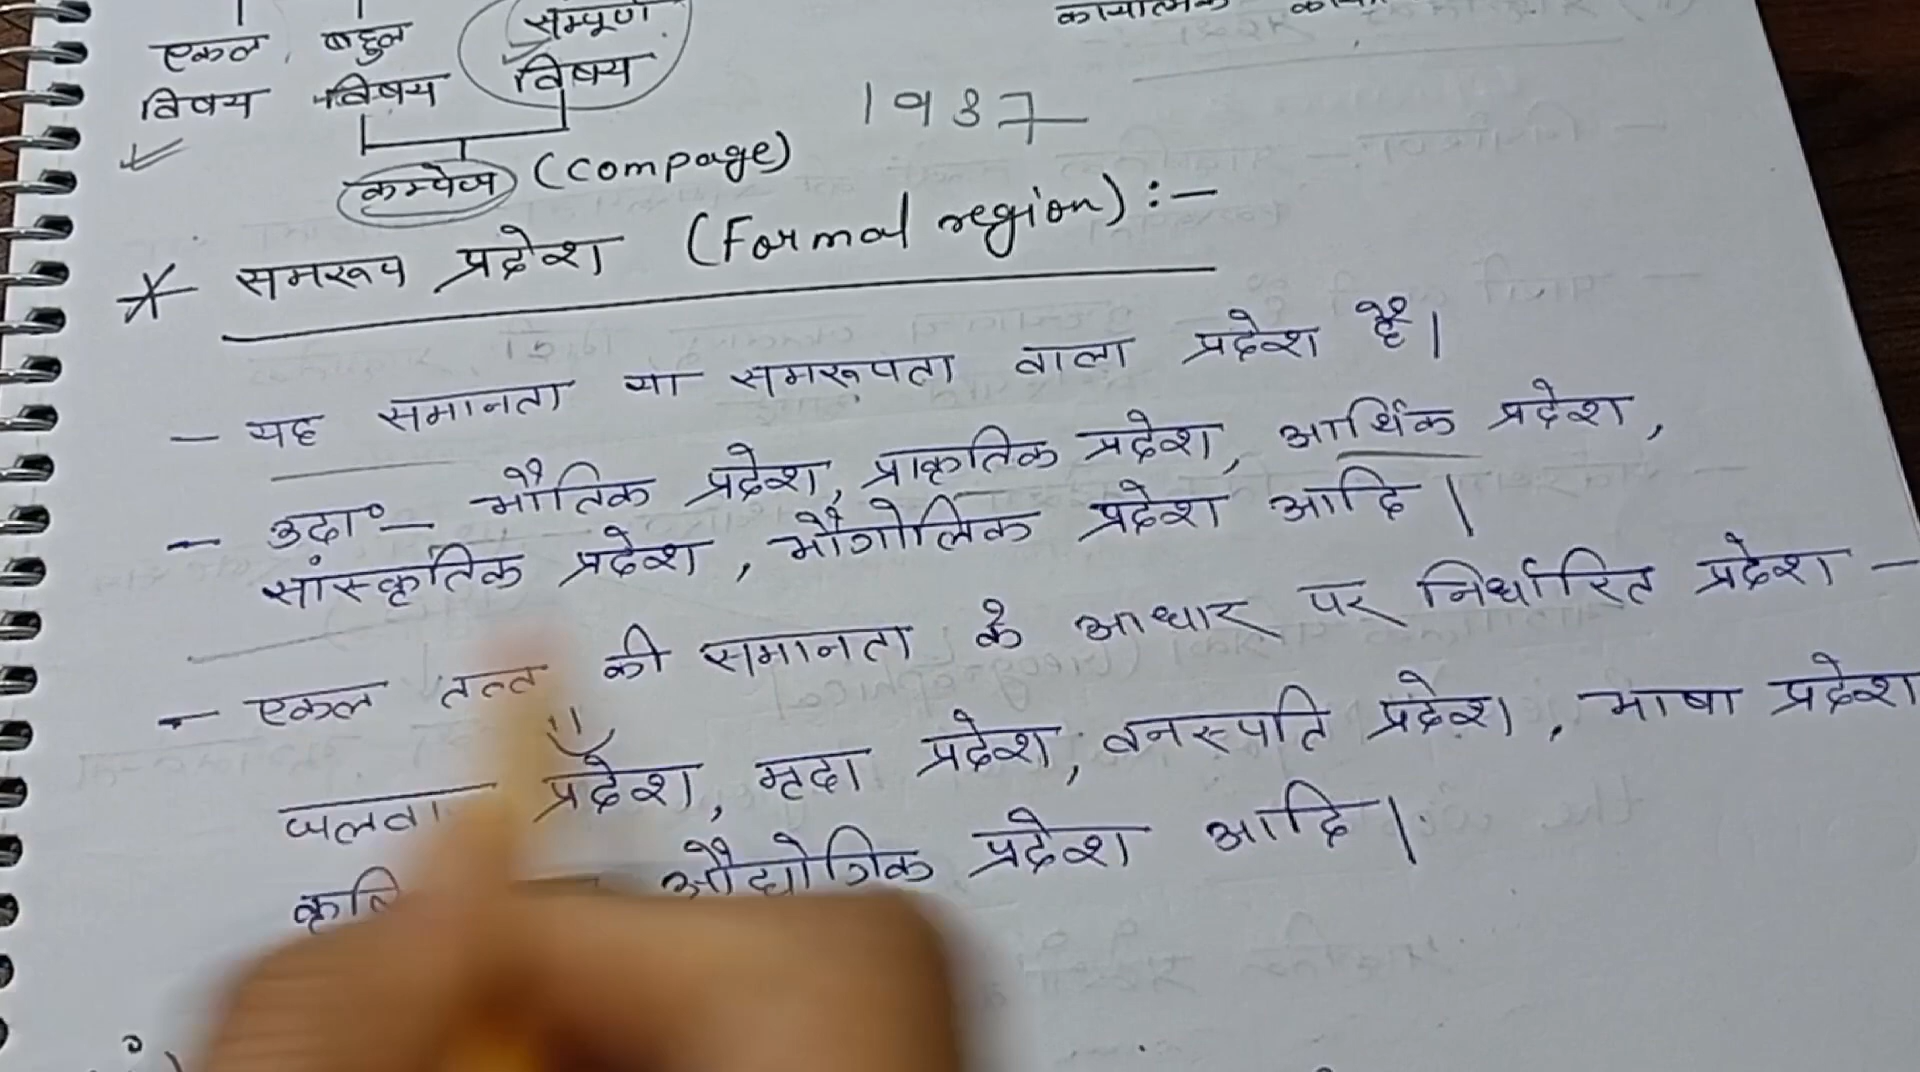 एकल बहुल सम्पूर्ण
विषय विषय विषय
1937
कम्पेज (Compage)
* समरूप प्रदेश (Formal region) :-
- यह समानता या समरूपता वाला प्रदेश है।
- उदा॰ - भौतिक प्रदेश, प्राकृतिक प्रदेश, आर्थिक प्रदेश,
सांस्कृतिक प्रदेश, भौगोलिक प्रदेश आदि।
- एकल तत्व की समानता के आधार पर निर्धारित प्रदेश -
प्रदेश, मृदा प्रदेश, वनस्पति प्रदेश, भाषा प्रदेश
औद्योगिक प्रदेश आदि।